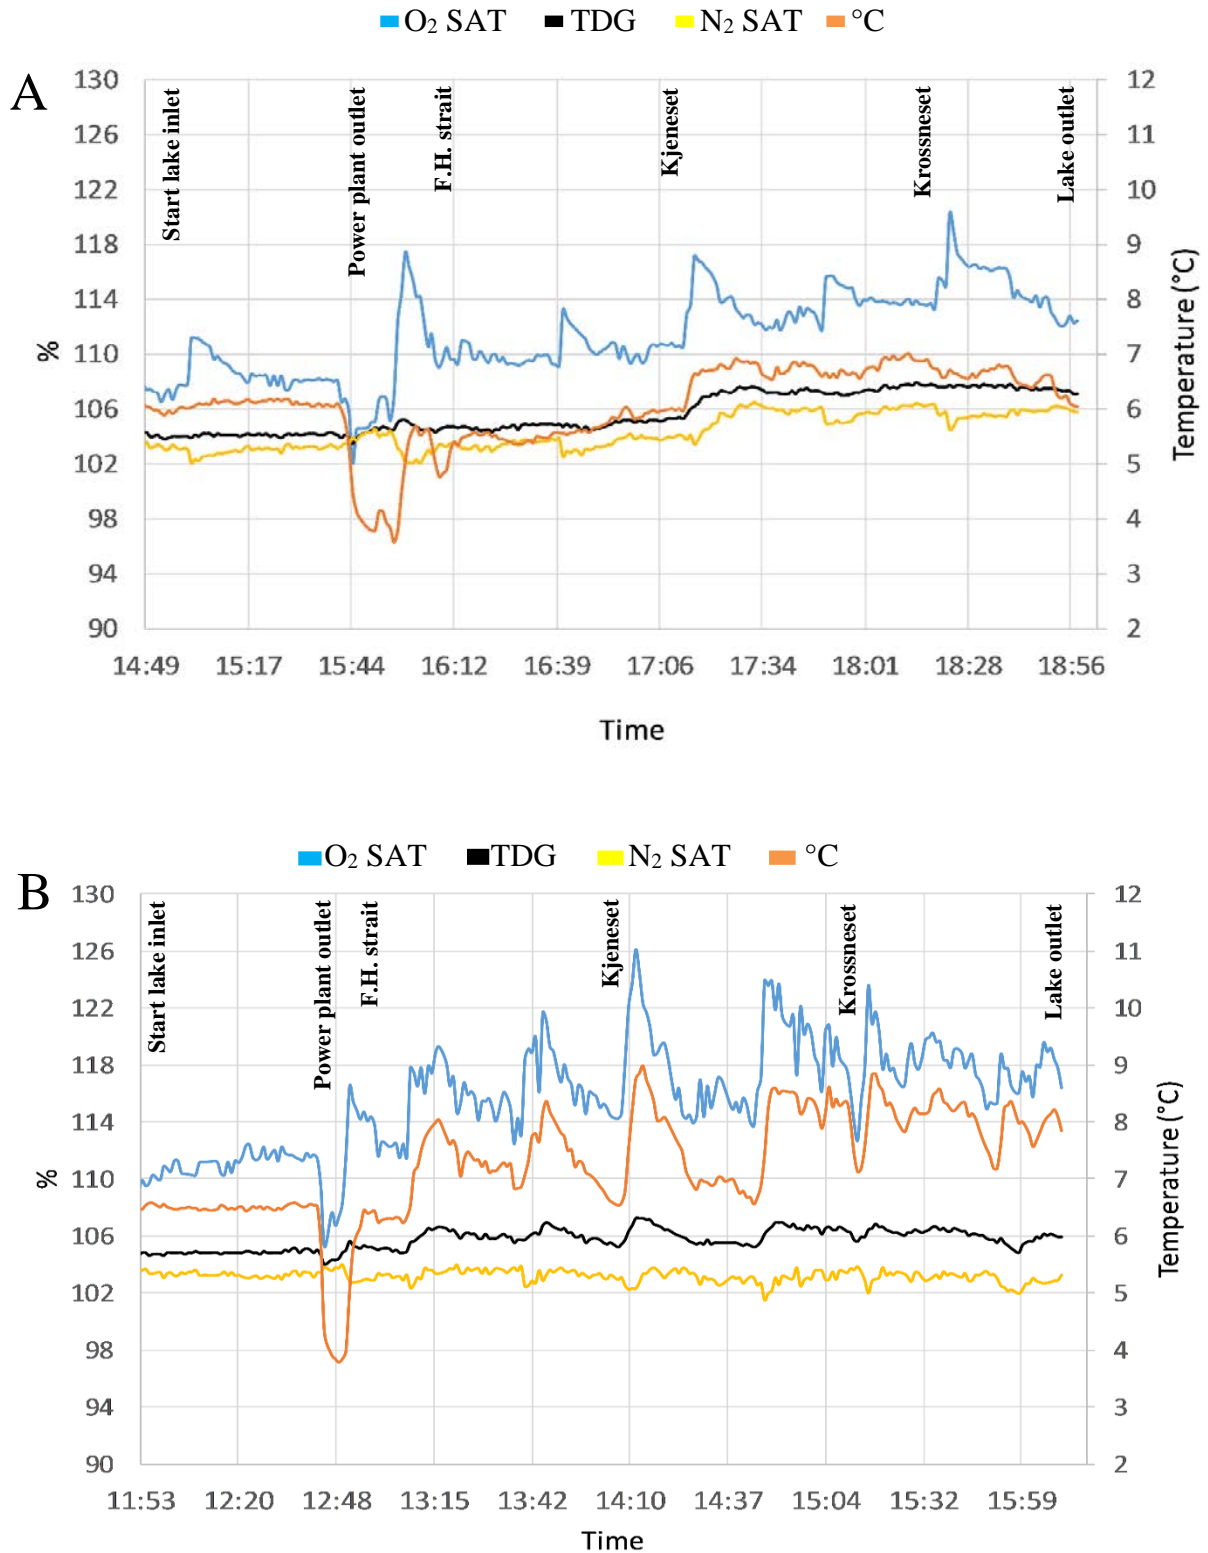 O₂ SAT TDG N₂ SAT °C
A
130 12
126 11
122 10
118 9
114 8
110 7
106 6
102 5
98 4
94 3
90 2
%
Temperature (°C)
Start lake inlet
Power plant outlet
F.H. strait
Kjeneset
Krossneset
Lake outlet
14:49 15:17 15:44 16:12 16:39 17:06 17:34 18:01 18:28 18:56
Time
O₂ SAT TDG N₂ SAT °C
B
130 12
126 11
122 10
118 9
114 8
110 7
106 6
102 5
98 4
94 3
90 2
%
Temperature (°C)
Start lake inlet
Power plant outlet
F.H. strait
Kjeneset
Krossneset
Lake outlet
11:53 12:20 12:48 13:15 13:42 14:10 14:37 15:04 15:32 15:59
Time